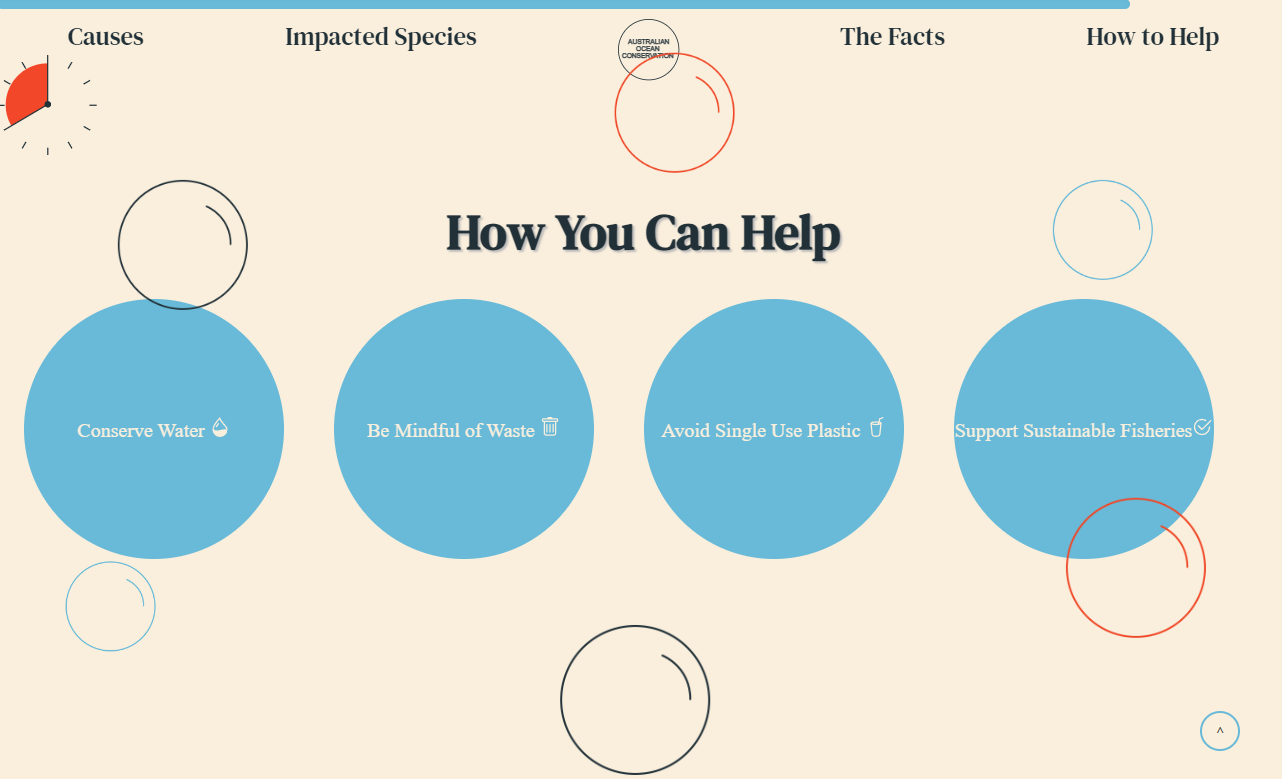 Causes
Impacted Species
AUSTRALIAN
OCEAN
CONSERVATION
The Facts
How to Help
How You Can Help
Conserve Water
Be Mindful of Waste
Avoid Single Use Plastic
Support Sustainable Fisheries
^